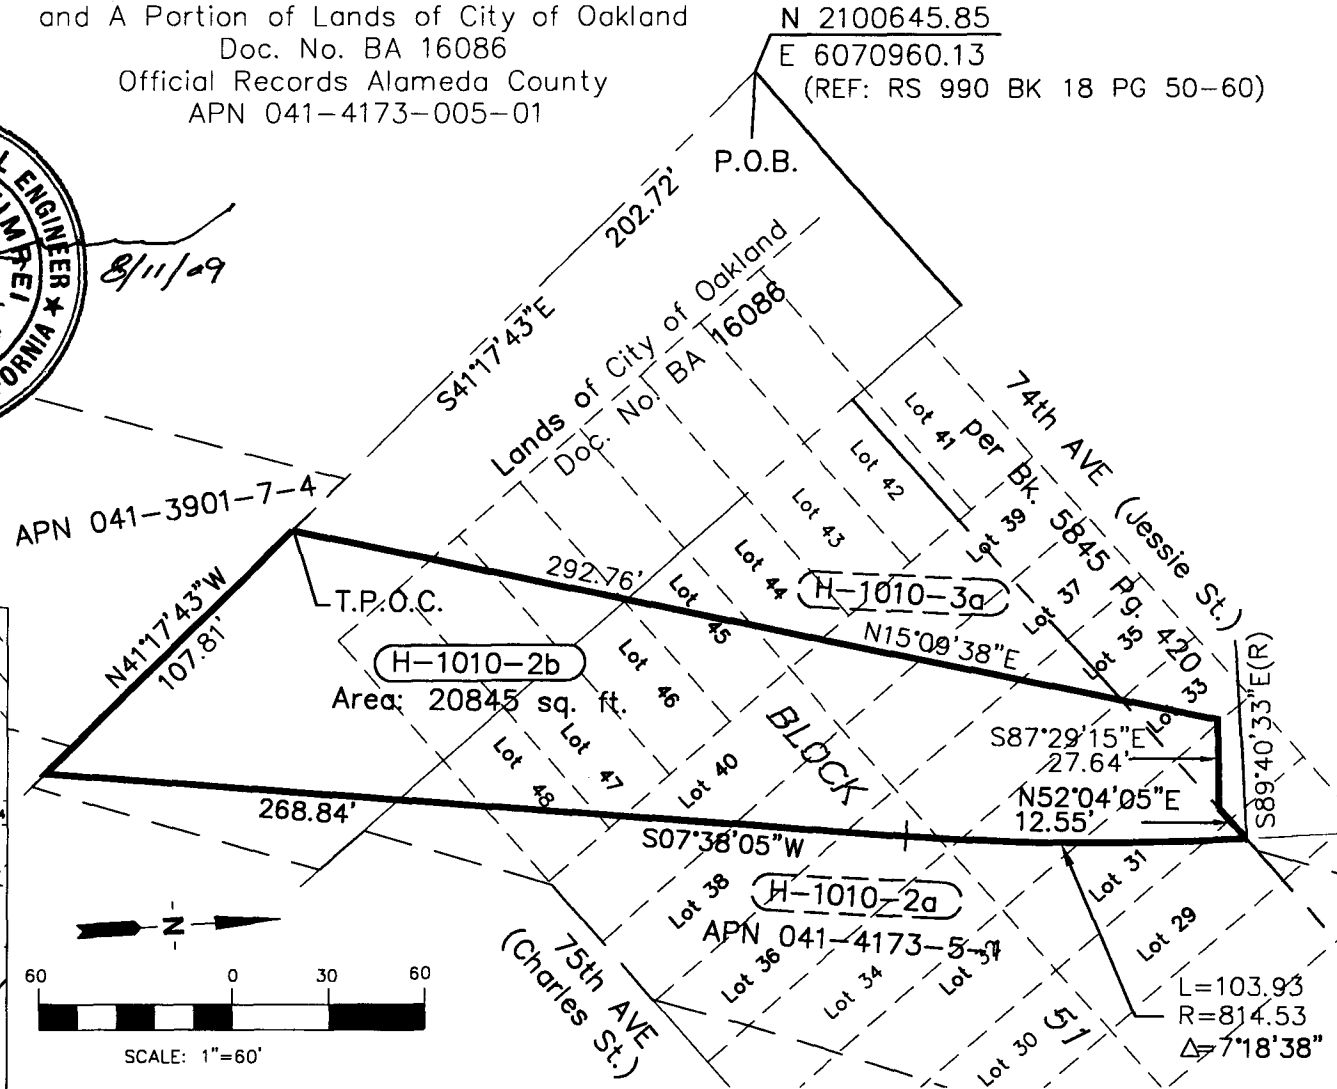 and A Portion of Lands of City of Oakland
Doc. No. BA 16086
Official Records Alameda County
APN 041-4173-005-01
N 2100645.85
E 6070960.13
(REF: RS 990 BK 18 PG 50-60)
P.O.B.
202.72'
S41°17'43"E
ENGINEER ★
8/11/09
Lands of City of Oakland
Doc. No. BA 16086
74th AVE (Jessie St.)
per Bk. 5845 Pg. 420
Lot 41
Lot 42
Lot 43
Lot 44
Lot 45
Lot 46
Lot 47
Lot 48
Lot 39
Lot 37
Lot 35
Lot 33
APN 041-3901-7-4
T.P.O.C.
292.76'
N15°09'38"E
H-1010-3a
N41°17'43"W
107.81'
H-1010-2b
Area: 20845 sq. ft.
BLOCK
S87°29'15"E
27.64'
N52°04'05"E
12.55'
S89°40'33"E(R)
Lot 40
268.84'
S07°38'05"W
H-1010-2a
APN 041-4173-5-1
Lot 38
Lot 36
Lot 34
Lot 31
Lot 29
Lot 30
51
75th AVE
(Charles St.)
N
60 0 30 60
SCALE: 1"=60'
L=103.93
R=814.53
Δ=7°18'38"